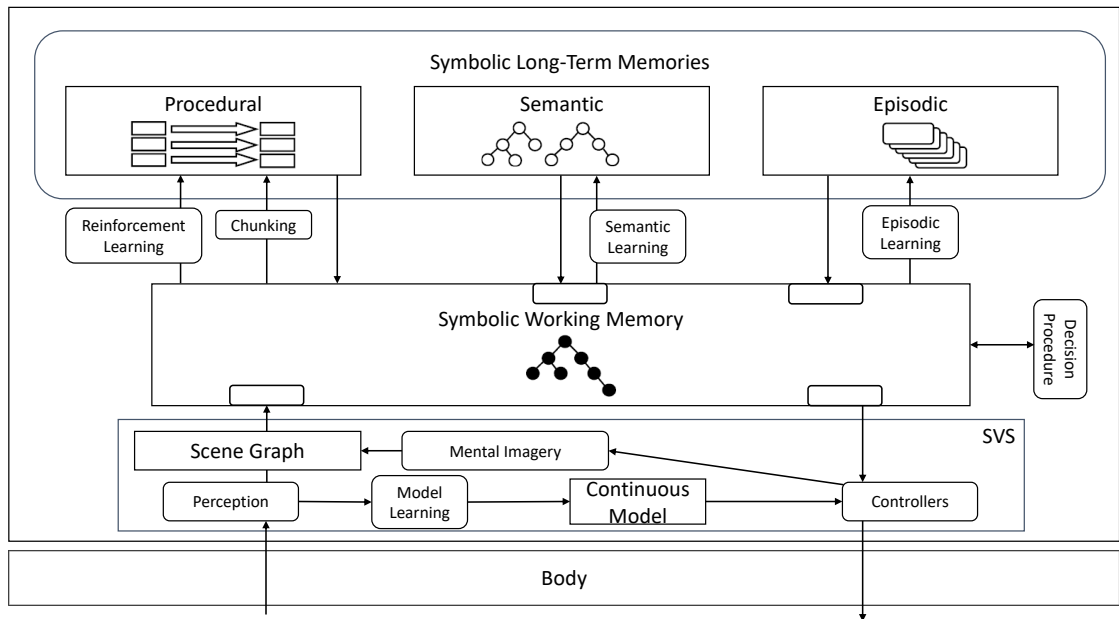 Symbolic Long-Term Memories
Procedural
Semantic
Episodic
Reinforcement
Learning
Chunking
Semantic
Learning
Episodic
Learning
Symbolic Working Memory
Decision
Procedure
SVS
Scene Graph
Mental Imagery
Perception
Model
Learning
Continuous
Model
Controllers
Body